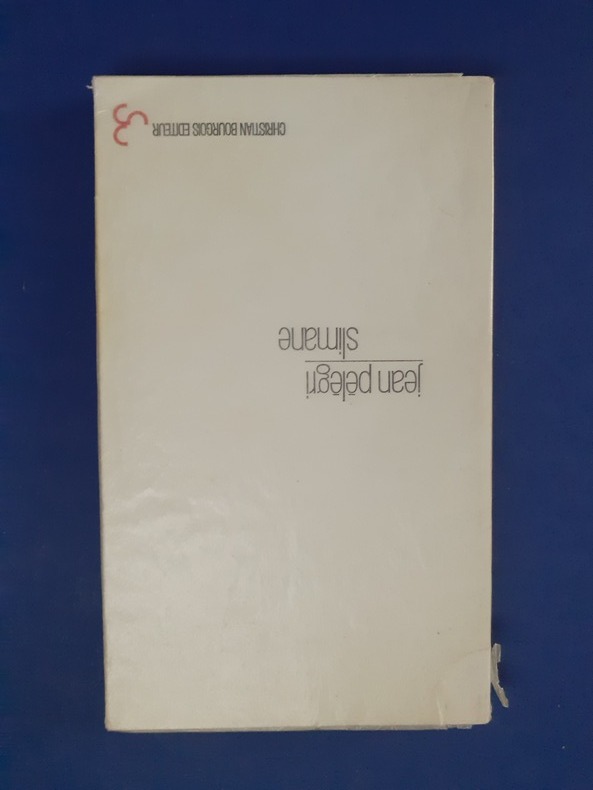 jean pélégri
slimane
CHRISTIAN BOURGOIS EDITEUR